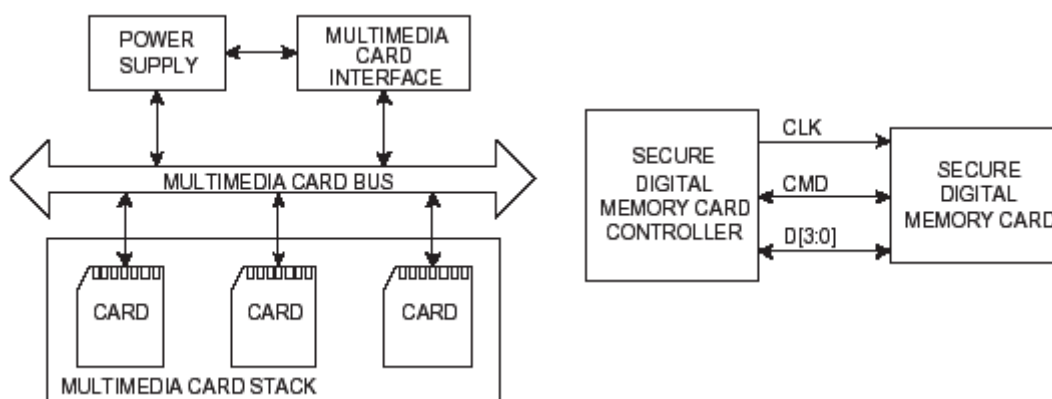 POWER
SUPPLY
MULTIMEDIA
CARD
INTERFACE
MULTIMEDIA CARD BUS
CARD
CARD
CARD
MULTIMEDIA CARD STACK
SECURE
DIGITAL
MEMORY CARD
CONTROLLER
CLK
CMD
D[3:0]
SECURE
DIGITAL
MEMORY CARD